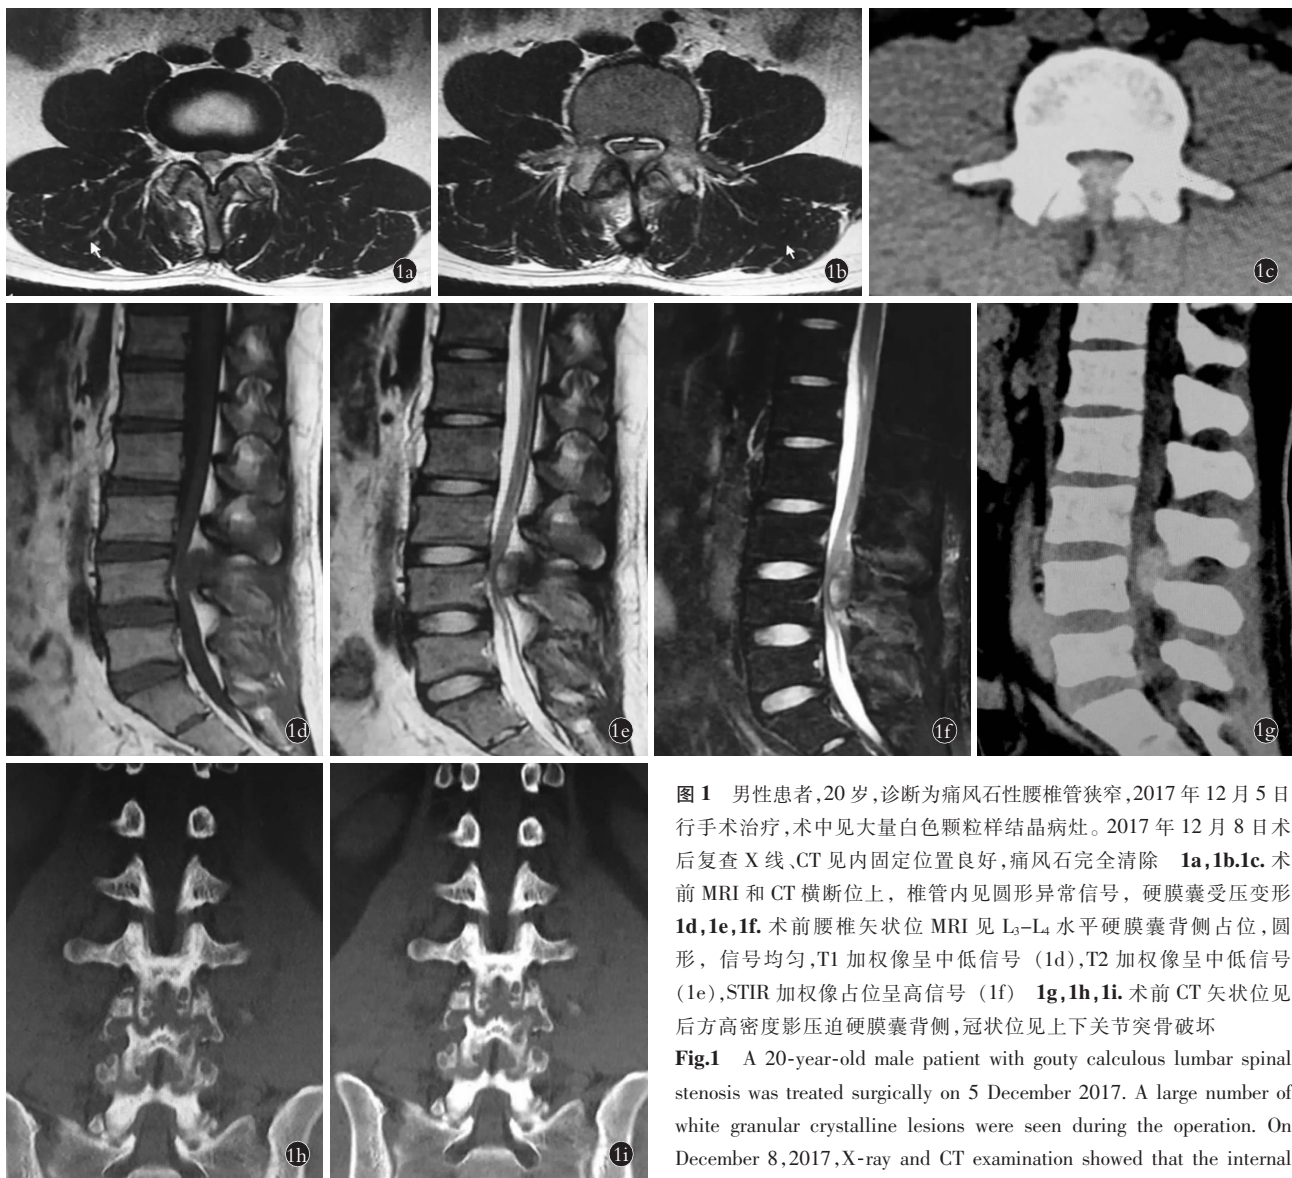 1a
1b
1c
1d
1e
1f
1g
1h
1i
图 1 男性患者,20 岁,诊断为痛风石性腰椎管狭窄,2017 年 12 月 5 日
行手术治疗,术中见大量白色颗粒样结晶病灶。2017 年 12 月 8 日术
后复查 X 线、CT 见内固定位置良好,痛风石完全清除 1a,1b.1c. 术
前 MRI 和 CT 横断位上，椎管内见圆形异常信号，硬膜囊受压变形
1d,1e,1f. 术前腰椎矢状位 MRI 见 L₃-L₄ 水平硬膜囊背侧占位,圆
形，信号均匀,T1 加权像呈中低信号 (1d),T2 加权像呈中低信号
(1e),STIR 加权像占位呈高信号 (1f) 1g,1h,1i. 术前 CT 矢状位见
后方高密度影压迫硬膜囊背侧,冠状位见上下关节突骨破坏
Fig.1 A 20-year-old male patient with gouty calculous lumbar spinal
stenosis was treated surgically on 5 December 2017. A large number of
white granular crystalline lesions were seen during the operation. On
December 8,2017,X-ray and CT examination showed that the internal